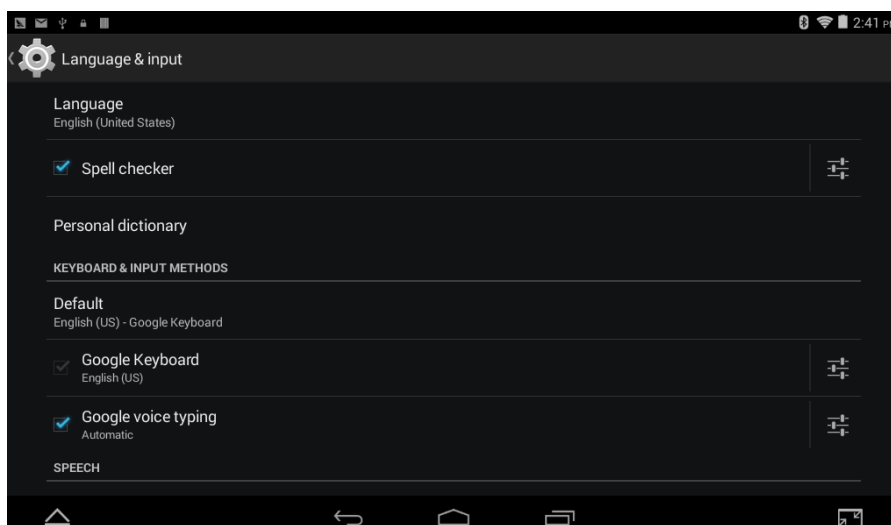 2:41 PM
Language & input
Language
English (United States)
Spell checker
Personal dictionary
KEYBOARD & INPUT METHODS
Default
English (US) - Google Keyboard
Google Keyboard
English (US)
Google voice typing
Automatic
SPEECH